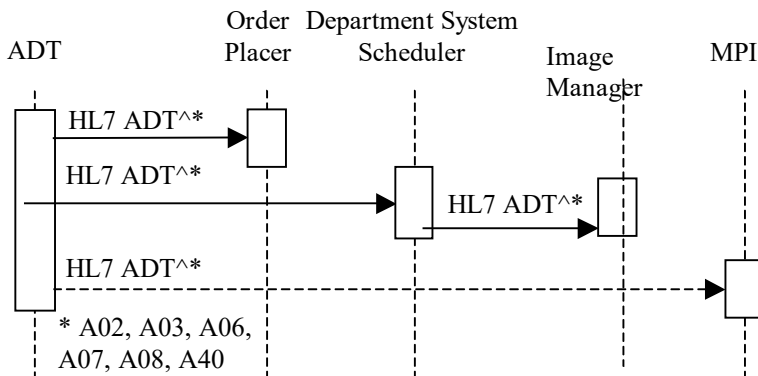 ADT
Order
Placer
Department System
Scheduler
Image
Manager
MPI
HL7 ADT^*
HL7 ADT^*
HL7 ADT^*
HL7 ADT^*
* A02, A03, A06,
A07, A08, A40